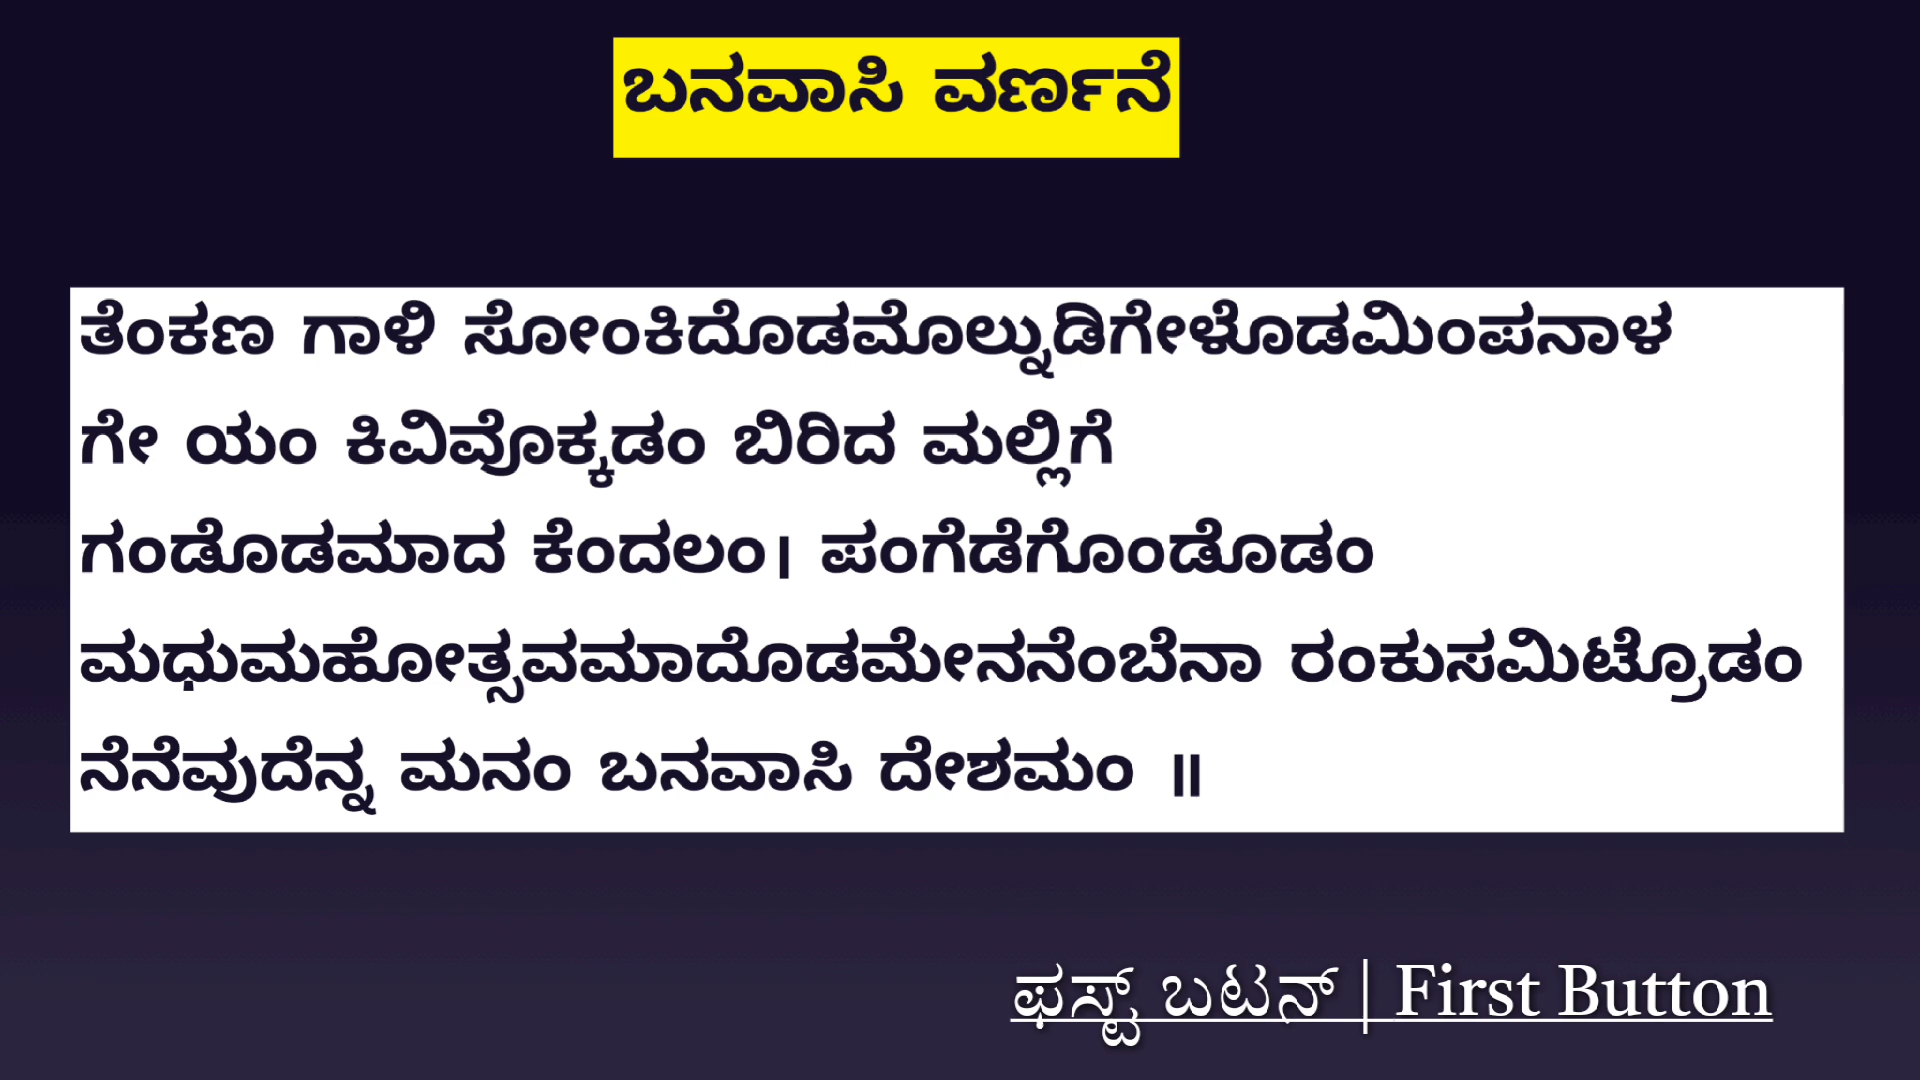 ಬನವಾಸಿ ವರ್ಣನೆ
ತೆಂಕಣ ಗಾಳಿ ಸೋಂಕಿದೊಡಮೊಲ್ನುಡಿಗೇಳೊಡಮಿಂಪನಾಳ
ಗೇ ಯಂ ಕಿವಿವೊಕ್ಕಡಂ ಬಿರಿದ ಮಲ್ಲಿಗೆ
ಗಂಡೊಡಮಾದ ಕೆಂದಲಂ। ಪಂಗೆಡೆಗೊಂಡೊಡಂ
ಮಧುಮಹೋತ್ಸವಮಾದೊಡಮೇನನೆಂಬೆನಾ ರಂಕುಸಮಿಟ್ರೊಡಂ
ನೆನೆವುದೆನ್ನ ಮನಂ ಬನವಾಸಿ ದೇಶಮಂ ॥
ಫಸ್ಟ್ ಬಟನ್ | First Button